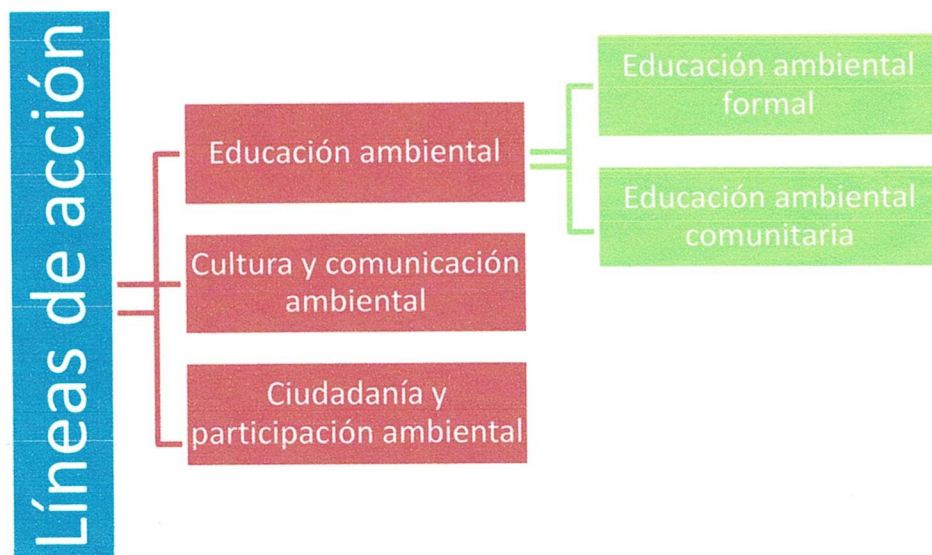 Líneas de acción
Educación ambiental
Cultura y comunicación
ambiental
Ciudadanía y
participación ambiental
Educación ambiental
formal
Educación ambiental
comunitaria